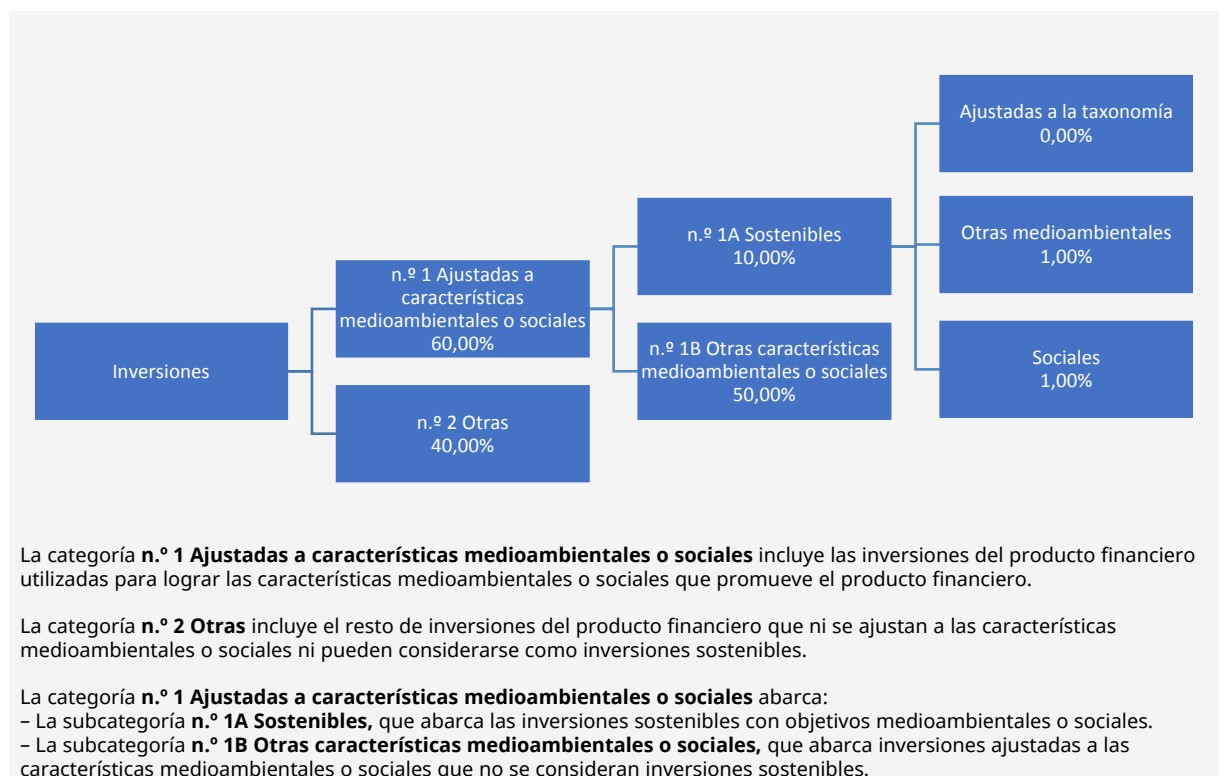 Inversiones
n.º 1 Ajustadas a
características
medioambientales o sociales
60,00%
n.º 2 Otras
40,00%
n.º 1A Sostenibles
10,00%
n.º 1B Otras características
medioambientales o sociales
50,00%
Ajustadas a la taxonomía
0,00%
Otras medioambientales
1,00%
Sociales
1,00%
La categoría n.º 1 Ajustadas a características medioambientales o sociales incluye las inversiones del producto financiero
utilizadas para lograr las características medioambientales o sociales que promueve el producto financiero.
La categoría n.º 2 Otras incluye el resto de inversiones del producto financiero que ni se ajustan a las características
medioambientales o sociales ni pueden considerarse como inversiones sostenibles.
La categoría n.º 1 Ajustadas a características medioambientales o sociales abarca:
– La subcategoría n.º 1A Sostenibles, que abarca las inversiones sostenibles con objetivos medioambientales o sociales.
– La subcategoría n.º 1B Otras características medioambientales o sociales, que abarca inversiones ajustadas a las
características medioambientales o sociales que no se consideran inversiones sostenibles.